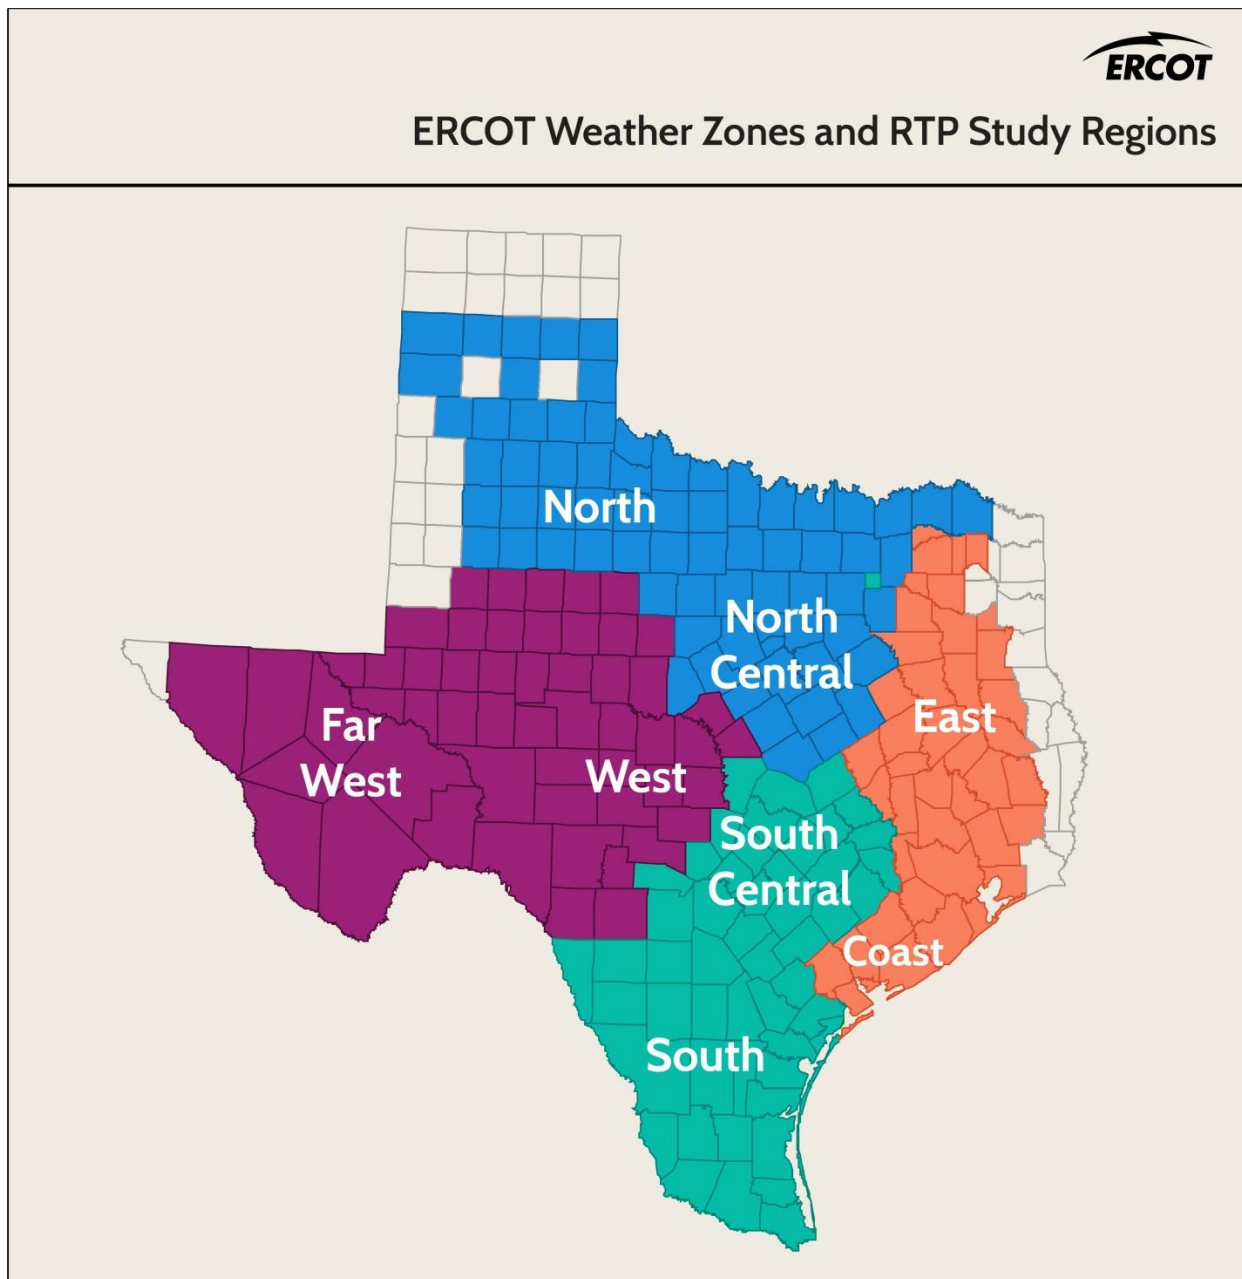 ERCOT
ERCOT Weather Zones and RTP Study Regions
North
North
Central
East
Far
West
West
South
Central
Coast
South